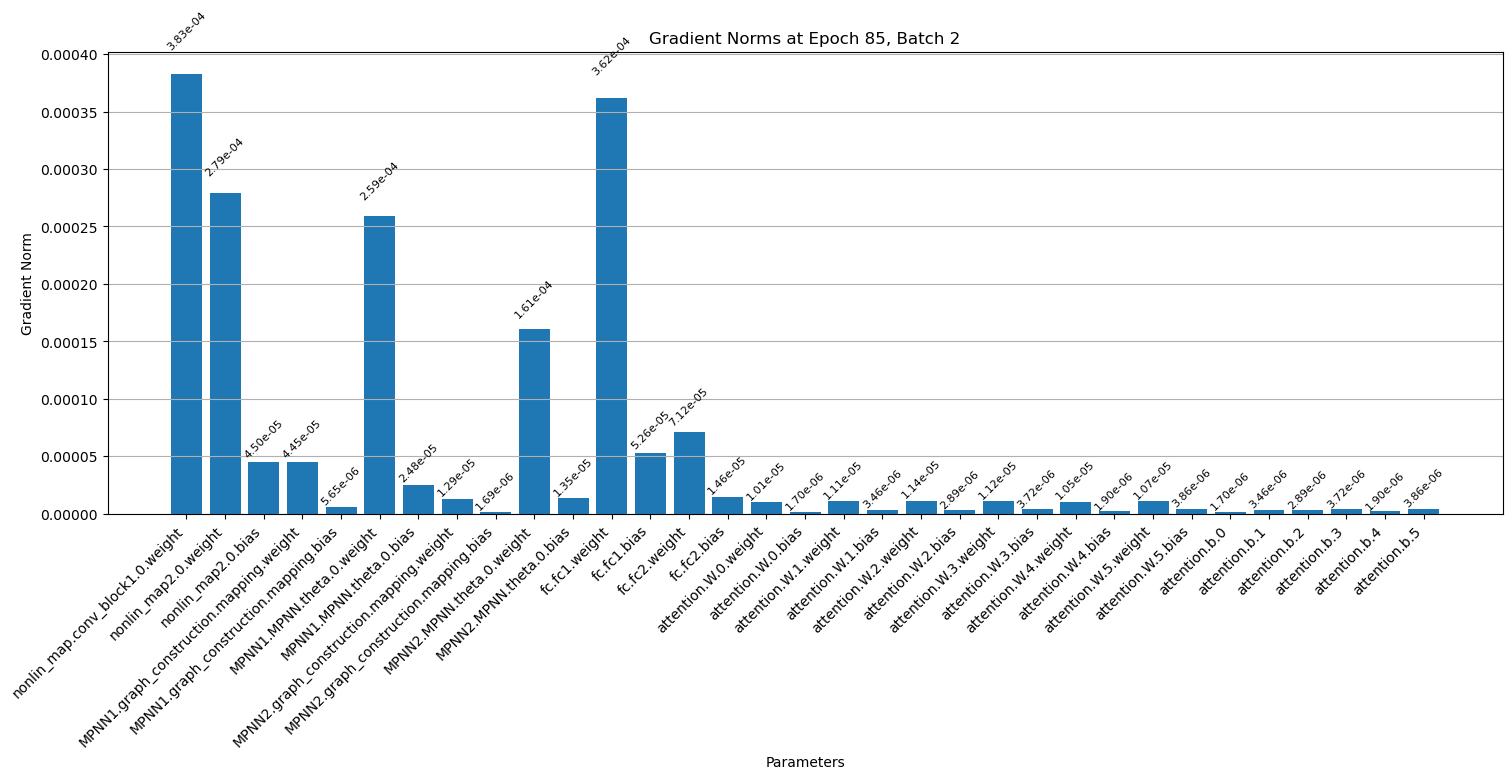 Gradient Norms at Epoch 85, Batch 2
Gradient Norm
0.00040
0.00035
0.00030
0.00025
0.00020
0.00015
0.00010
0.00005
0.00000
3.83e-04
2.79e-04
4.50e-05
4.45e-05
5.65e-06
2.59e-04
2.48e-05
1.29e-05
1.69e-06
1.61e-04
1.35e-05
3.62e-04
5.26e-05
7.12e-05
1.46e-05
1.01e-05
1.70e-06
1.11e-05
3.46e-06
1.14e-05
2.89e-06
1.12e-05
3.72e-06
1.05e-05
1.90e-06
1.07e-05
3.86e-06
1.70e-06
3.46e-06
2.89e-06
3.72e-06
1.90e-06
3.86e-06
nonlin_map.conv_block1.0.weight
nonlin_map2.0.weight
nonlin_map2.0.bias
MPNN1.graph_construction.mapping.weight
MPNN1.graph_construction.mapping.bias
MPNN1.MPNN.theta.0.weight
MPNN1.MPNN.theta.0.bias
MPNN2.graph_construction.mapping.weight
MPNN2.graph_construction.mapping.bias
MPNN2.MPNN.theta.0.weight
MPNN2.MPNN.theta.0.bias
fc.fc1.weight
fc.fc1.bias
fc.fc2.weight
fc.fc2.bias
attention.W.0.weight
attention.W.0.bias
attention.W.1.weight
attention.W.1.bias
attention.W.2.weight
attention.W.2.bias
attention.W.3.weight
attention.W.3.bias
attention.W.4.weight
attention.W.4.bias
attention.W.5.weight
attention.W.5.bias
attention.b.0
attention.b.1
attention.b.2
attention.b.3
attention.b.4
attention.b.5
Parameters